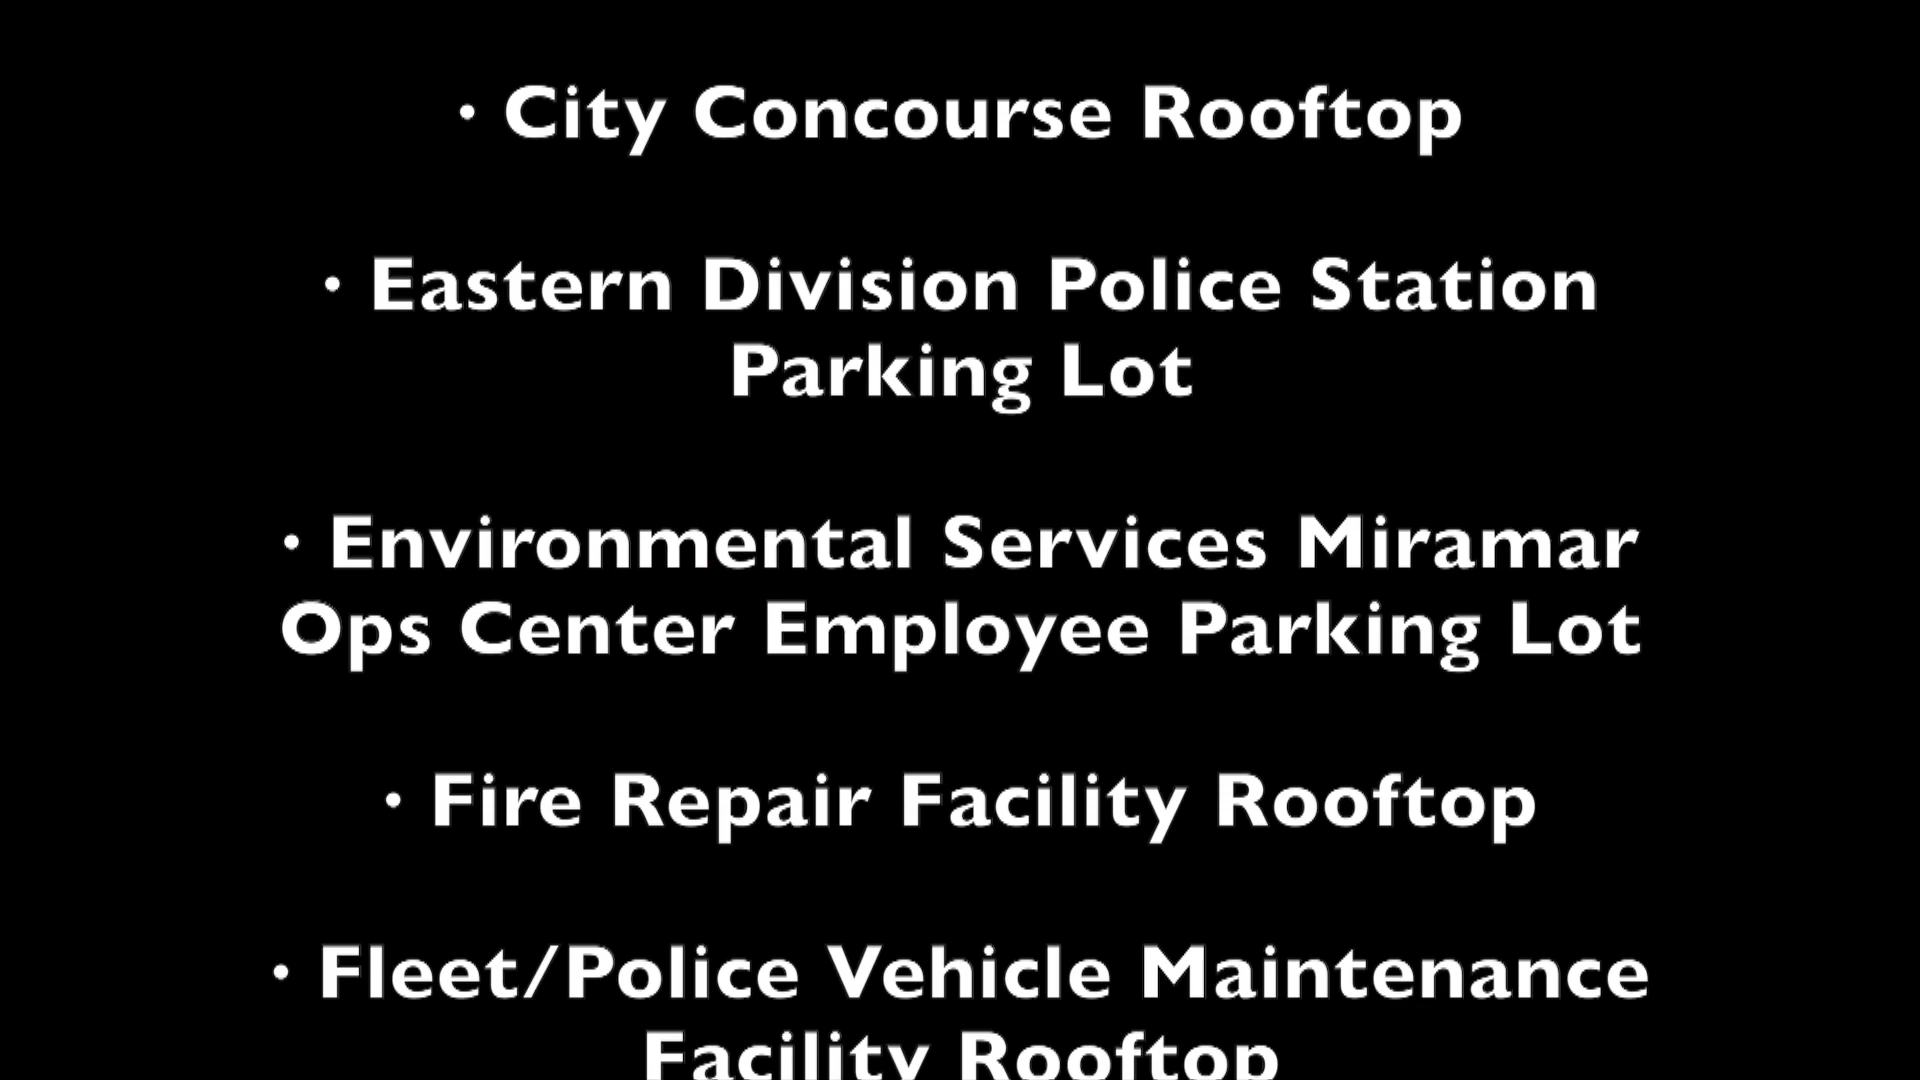 • City Concourse Rooftop
• Eastern Division Police Station
Parking Lot
• Environmental Services Miramar
Ops Center Employee Parking Lot
• Fire Repair Facility Rooftop
• Fleet/Police Vehicle Maintenance
Facility Rooftop